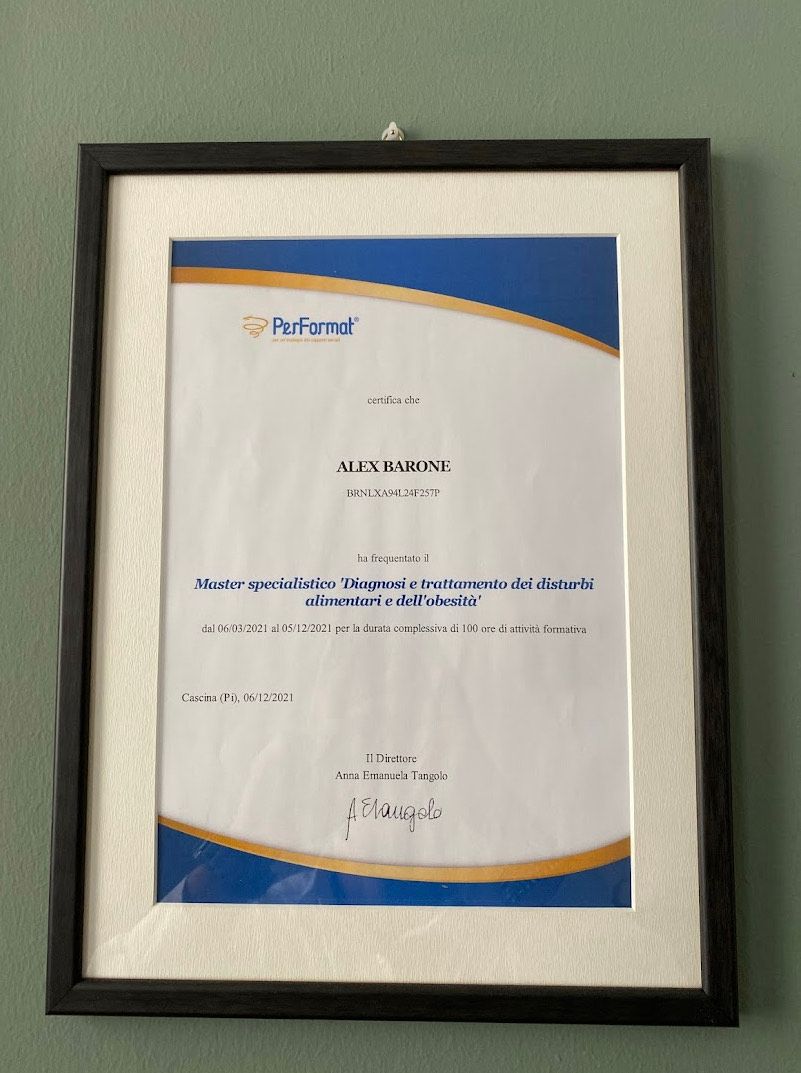 PerFormat®
certifica che
ALEX BARONE
BRNLXA94L24F257P
ha frequentato il
Master specialistico 'Diagnosi e trattamento dei disturbi
alimentari e dell'obesità'
dal 06/03/2021 al 05/12/2021 per la durata complessiva di 100 ore di attività formativa
Cascina (Pi), 06/12/2021
Il Direttore
Anna Emanuela Tangolo
AETangolo